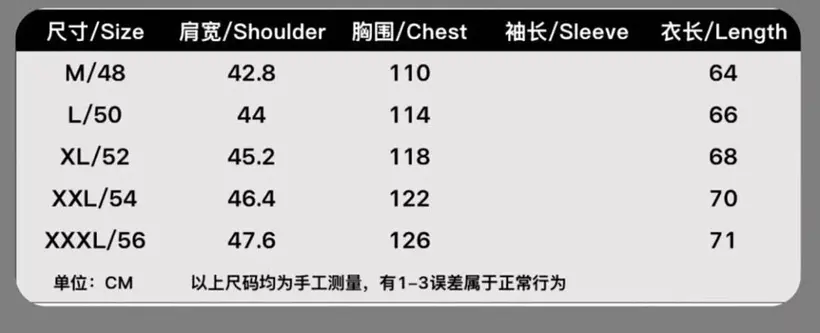 尺寸/Size 肩宽/Shoulder 胸围/Chest 袖长/Sleeve 衣长/Length
M/48 42.8 110 64
L/50 44 114 66
XL/52 45.2 118 68
XXL/54 46.4 122 70
XXXL/56 47.6 126 71
单位：CM 以上尺码均为手工测量，有1-3误差属于正常行为